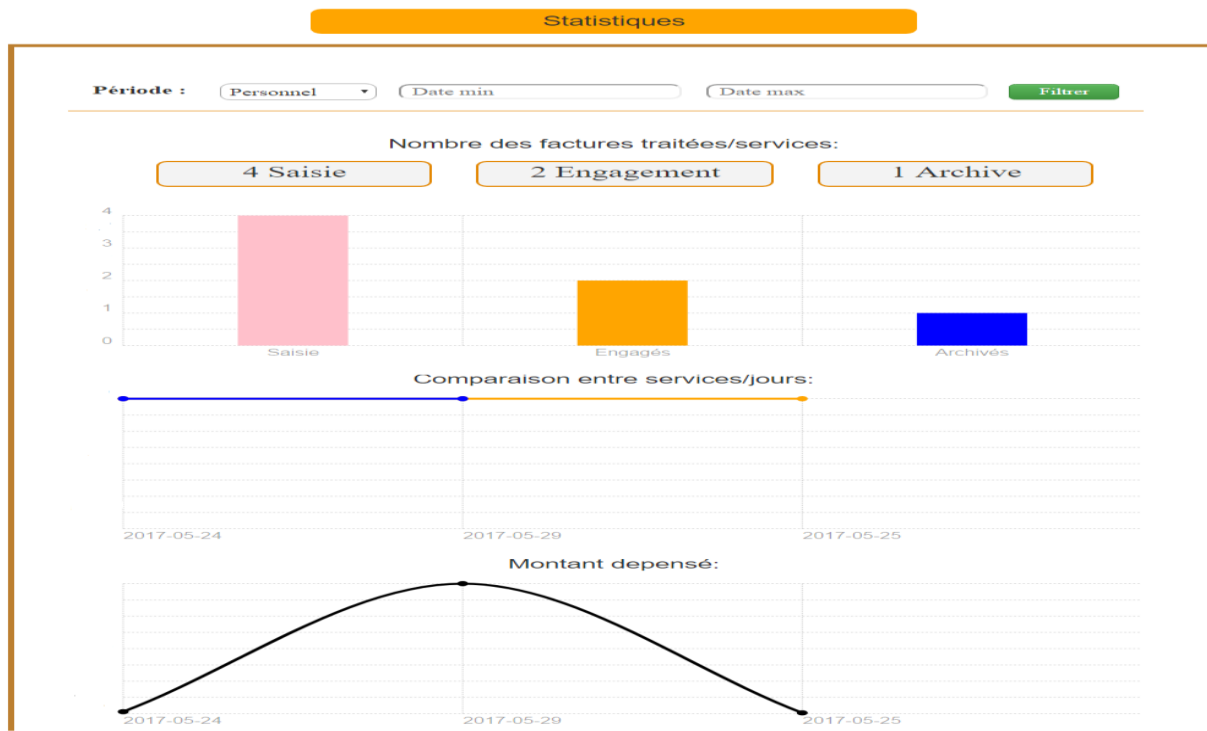 Statistiques
Période : Personnel Date min Date max Filtrer
Nombre des factures traitées/services:
4 Saisie 2 Engagement 1 Archive
4
3
2
1
0
Saisie Engagés Archivés
Comparaison entre services/jours:
2017-05-24 2017-05-29 2017-05-25
Montant depensé:
2017-05-24 2017-05-29 2017-05-25